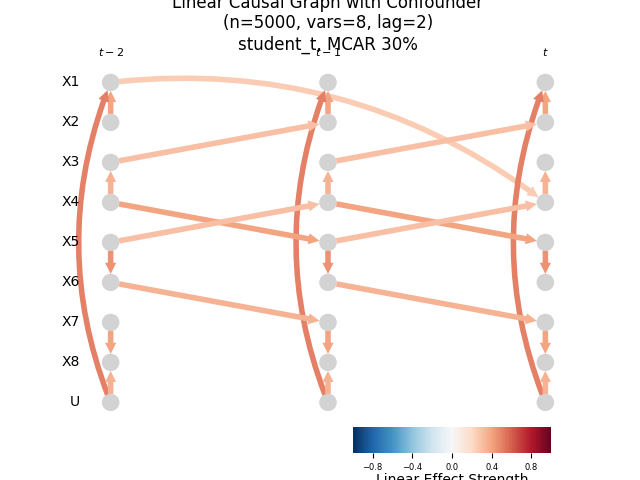 Linear Causal Graph with Confounder
(n=5000, vars=8, lag=2)
student_t, MCAR 30%
t − 2
t − 1
t
X1
X2
X3
X4
X5
X6
X7
X8
U
−0.8 −0.4 0.0 0.4 0.8
Linear Effect Strength